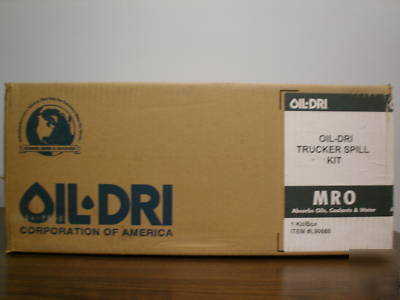 OIL-DRI
CORPORATION OF AMERICA
OIL-DRI
OIL-DRI
TRUCKER SPILL
KIT
MRO
Absorbs Oils, Coolants & Water
1 Kit/Box